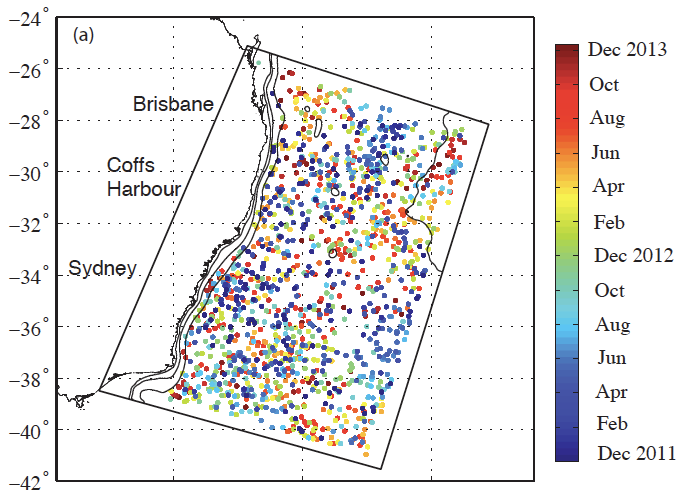 −24°
(a)
−26°
−28°
−30°
−32°
−34°
−36°
−38°
−40°
−42°
Brisbane
Coffs
Harbour
Sydney
Dec 2013
Oct
Aug
Jun
Apr
Feb
Dec 2012
Oct
Aug
Jun
Apr
Feb
Dec 2011